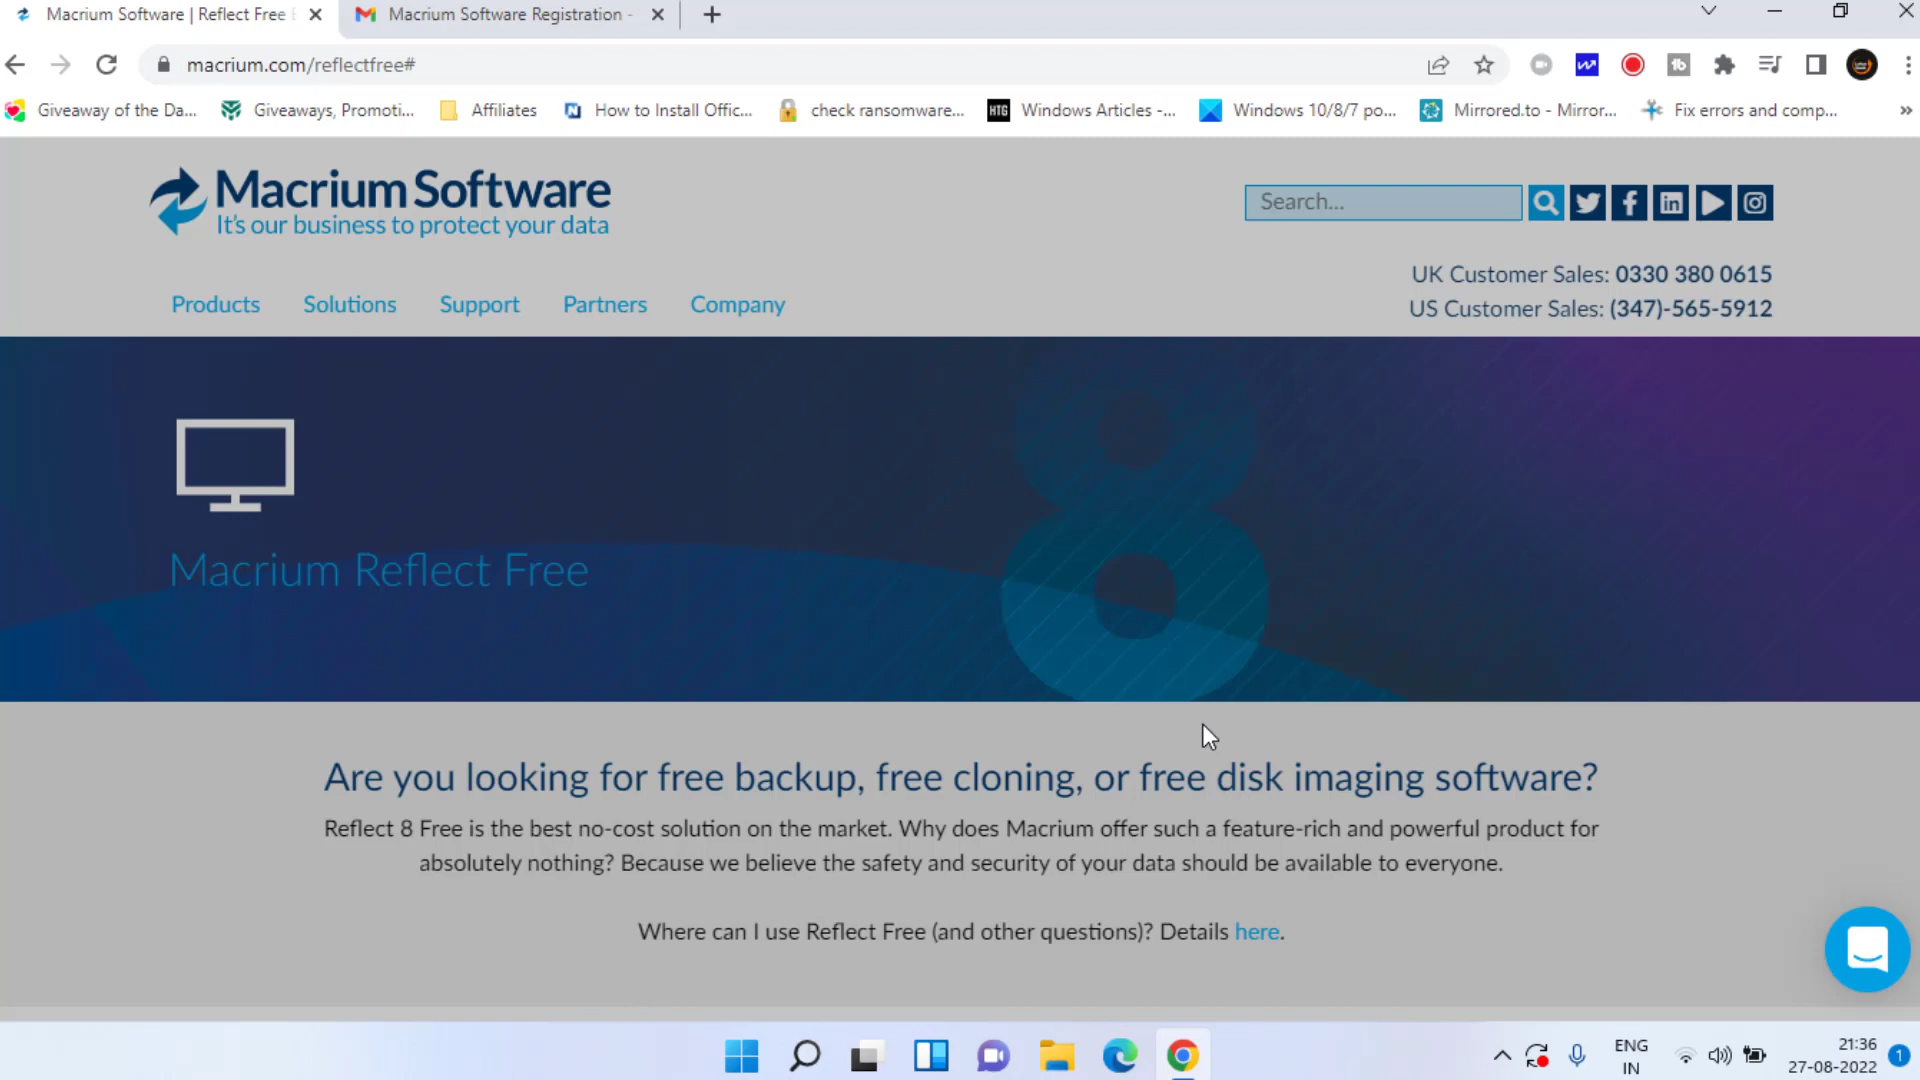 Macrium Software | Reflect Free
Macrium Software Registration -
macrium.com/reflectfree#
Giveaway of the Da...
Giveaways, Promoti...
Affiliates
How to Install Offic...
check ransomware...
HTG
Windows Articles -...
Windows 10/8/7 po...
Mirrored.to - Mirror...
Fix errors and comp...
Macrium Software
It's our business to protect your data
Search...
UK Customer Sales: 0330 380 0615
US Customer Sales: (347)-565-5912
Products
Solutions
Support
Partners
Company
8
Macrium Reflect Free
Are you looking for free backup, free cloning, or free disk imaging software?
Reflect 8 Free is the best no-cost solution on the market. Why does Macrium offer such a feature-rich and powerful product for
absolutely nothing? Because we believe the safety and security of your data should be available to everyone.
Where can I use Reflect Free (and other questions)? Details here.
ENG
IN
21:36
27-08-2022
1